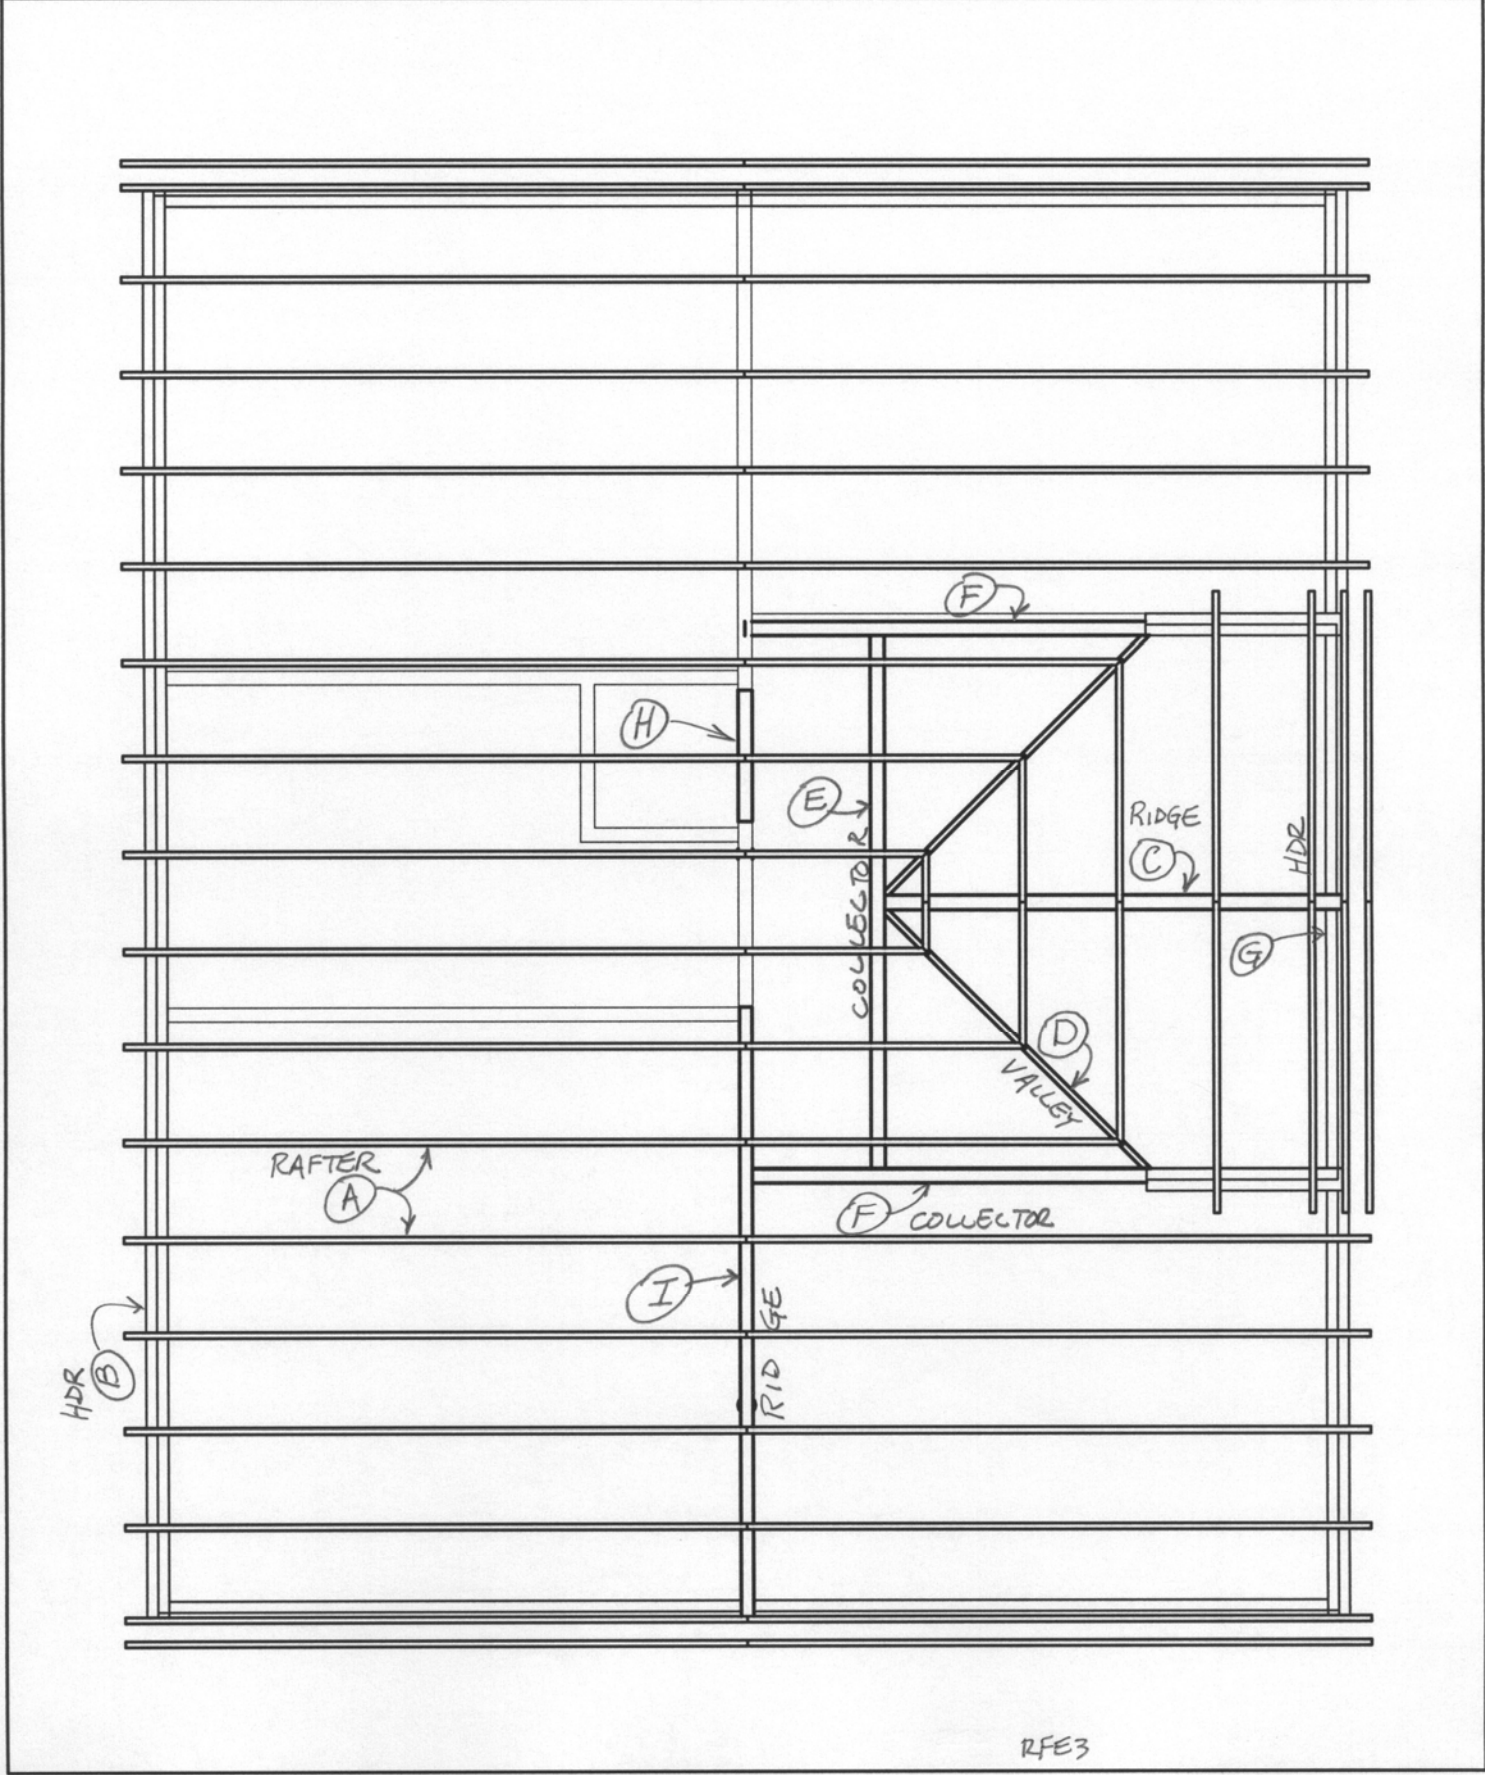 F
H
E
COLLECTOR
RIDGE
C
HDR
G
D
VALLEY
RAFTER
A
F COLLECTOR
I
RIDGE
HDR
B
RFE3